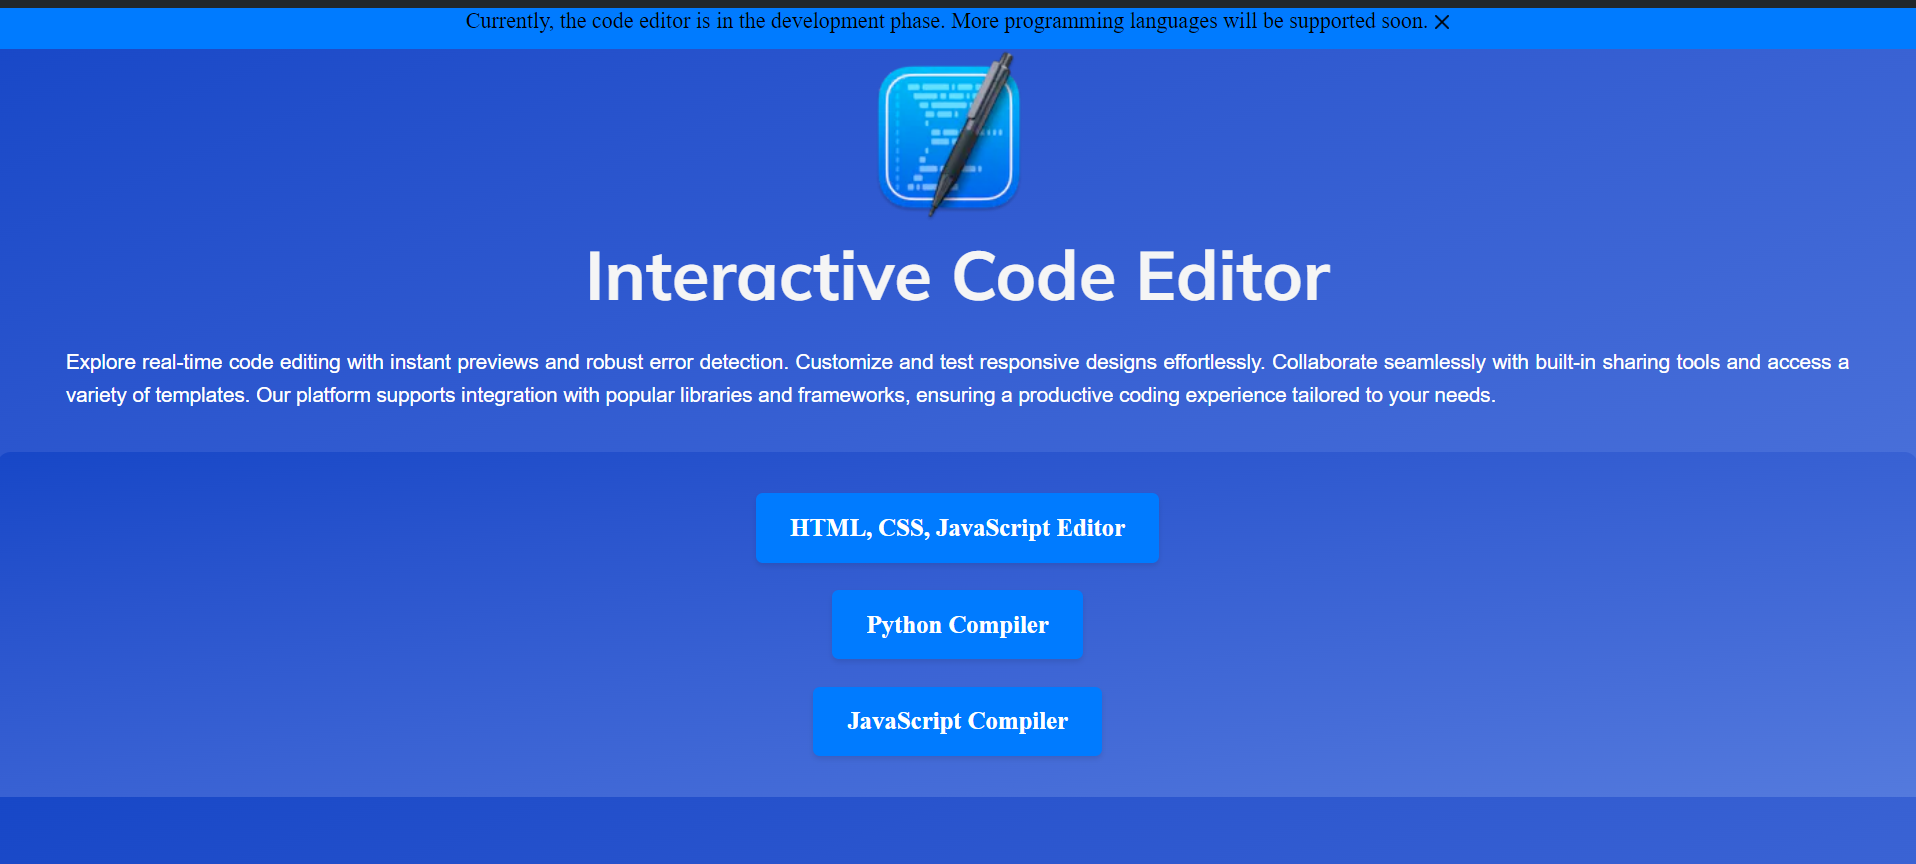 Currently, the code editor is in the development phase. More programming languages will be supported soon. ×
Interactive Code Editor
Explore real-time code editing with instant previews and robust error detection. Customize and test responsive designs effortlessly. Collaborate seamlessly with built-in sharing tools and access a
variety of templates. Our platform supports integration with popular libraries and frameworks, ensuring a productive coding experience tailored to your needs.
HTML, CSS, JavaScript Editor
Python Compiler
JavaScript Compiler